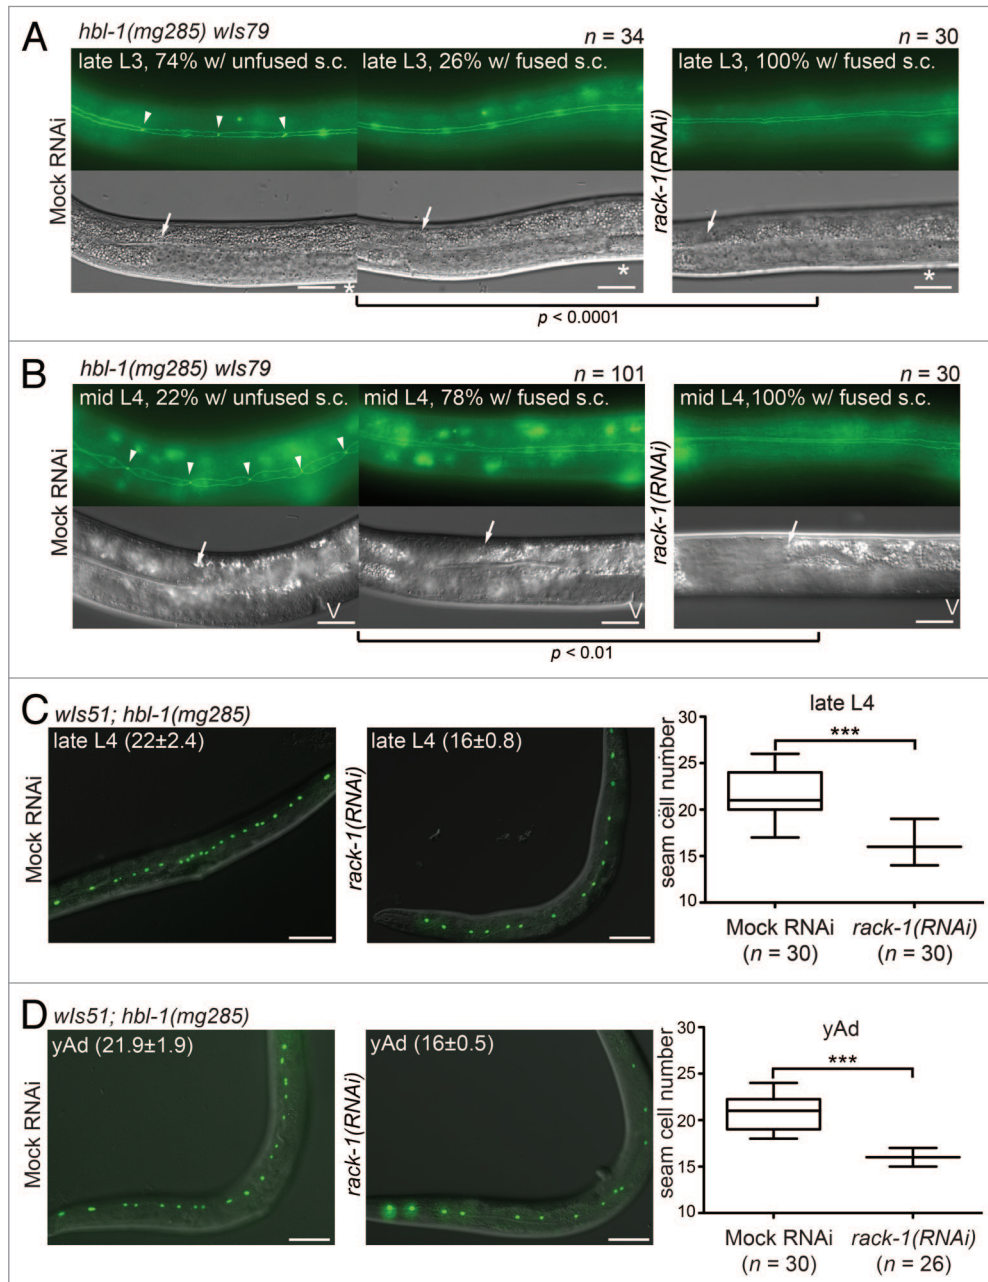 A
hbl-1(mg285) wIs79
n = 34
n = 30
Mock RNAi
late L3, 74% w/ unfused s.c.
late L3, 26% w/ fused s.c.
rack-1(RNAi)
late L3, 100% w/ fused s.c.
*
*
*
p < 0.0001
B
hbl-1(mg285) wIs79
n = 101
n = 30
Mock RNAi
mid L4, 22% w/ unfused s.c.
mid L4, 78% w/ fused s.c.
rack-1(RNAi)
mid L4,100% w/ fused s.c.
V
V
V
p < 0.01
C
wIs51; hbl-1(mg285)
Mock RNAi
late L4 (22±2.4)
rack-1(RNAi)
late L4 (16±0.8)
late L4
seam cell number
30
25
20
15
10
***
Mock RNAi
(n = 30)
rack-1(RNAi)
(n = 30)
D
wIs51; hbl-1(mg285)
Mock RNAi
yAd (21.9±1.9)
rack-1(RNAi)
yAd (16±0.5)
yAd
seam cell number
30
25
20
15
10
***
Mock RNAi
(n = 30)
rack-1(RNAi)
(n = 26)